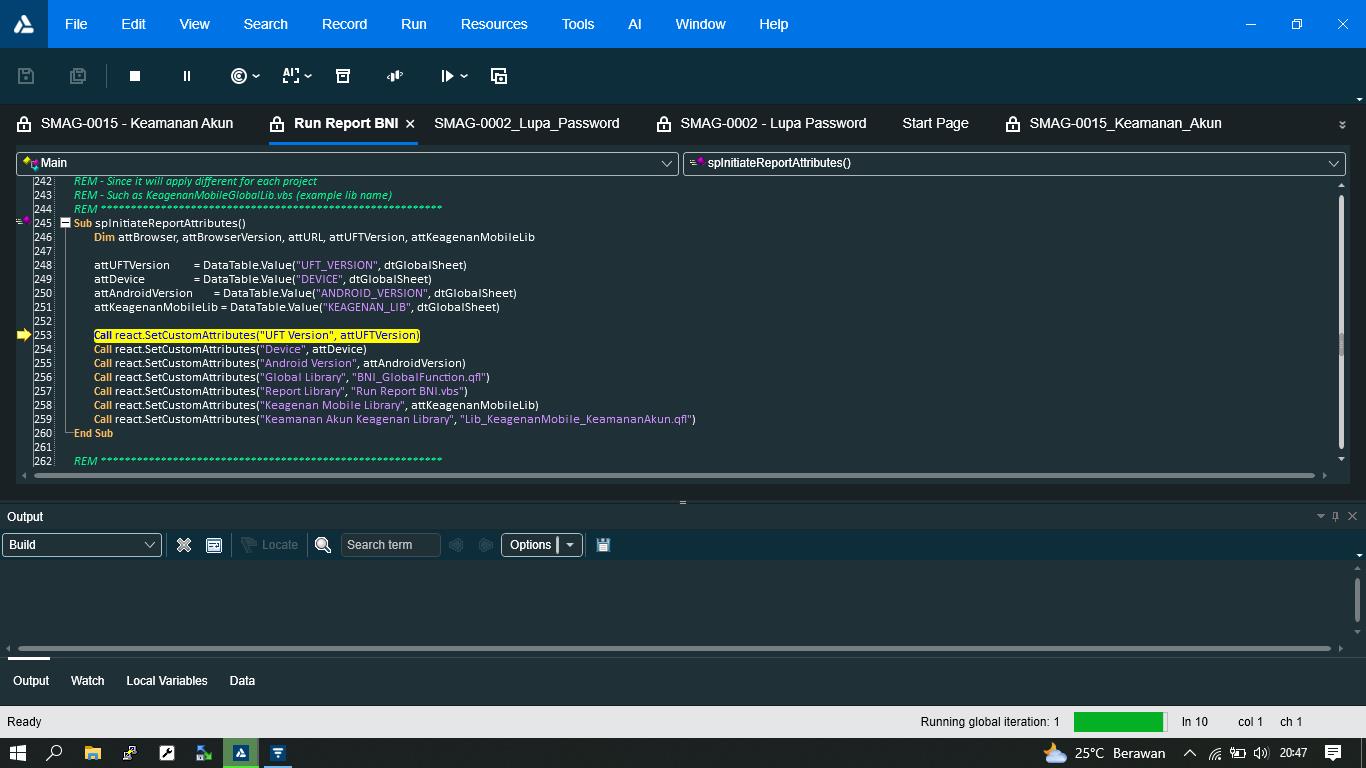 File Edit View Search Record Run Resources Tools AI Window Help
SMAG-0015 - Keamanan Akun Run Report BNI SMAG-0002_Lupa_Password SMAG-0002 - Lupa Password Start Page SMAG-0015_Keamanan_Akun
Main spInitiateReportAttributes()
242 REM - Since it will apply different for each project
243 REM - Such as KeagenanMobileGlobalLib.vbs (example lib name)
244 REM *********************************************************
245 Sub spInitiateReportAttributes()
246 Dim attBrowser, attBrowserVersion, attURL, attUFTVersion, attKeagenanMobileLib
247
248 attUFTVersion = DataTable.Value("UFT_VERSION", dtGlobalSheet)
249 attDevice = DataTable.Value("DEVICE", dtGlobalSheet)
250 attAndroidVersion = DataTable.Value("ANDROID_VERSION", dtGlobalSheet)
251 attKeagenanMobileLib = DataTable.Value("KEAGENAN_LIB", dtGlobalSheet)
252
253 Call react.SetCustomAttributes("UFT Version", attUFTVersion)
254 Call react.SetCustomAttributes("Device", attDevice)
255 Call react.SetCustomAttributes("Android Version", attAndroidVersion)
256 Call react.SetCustomAttributes("Global Library", "BNI_GlobalFunction.qfl")
257 Call react.SetCustomAttributes("Report Library", "Run Report BNI.vbs")
258 Call react.SetCustomAttributes("Keagenan Mobile Library", attKeagenanMobileLib)
259 Call react.SetCustomAttributes("Keamanan Akun Keagenan Library", "Lib_KeagenanMobile_KeamananAkun.qfl")
260 End Sub
261
262 REM *********************************************************
Output
Build Locate Search term Options
Output Watch Local Variables Data
Ready Running global iteration: 1 ln 10 col 1 ch 1
25°C Berawan 20:47